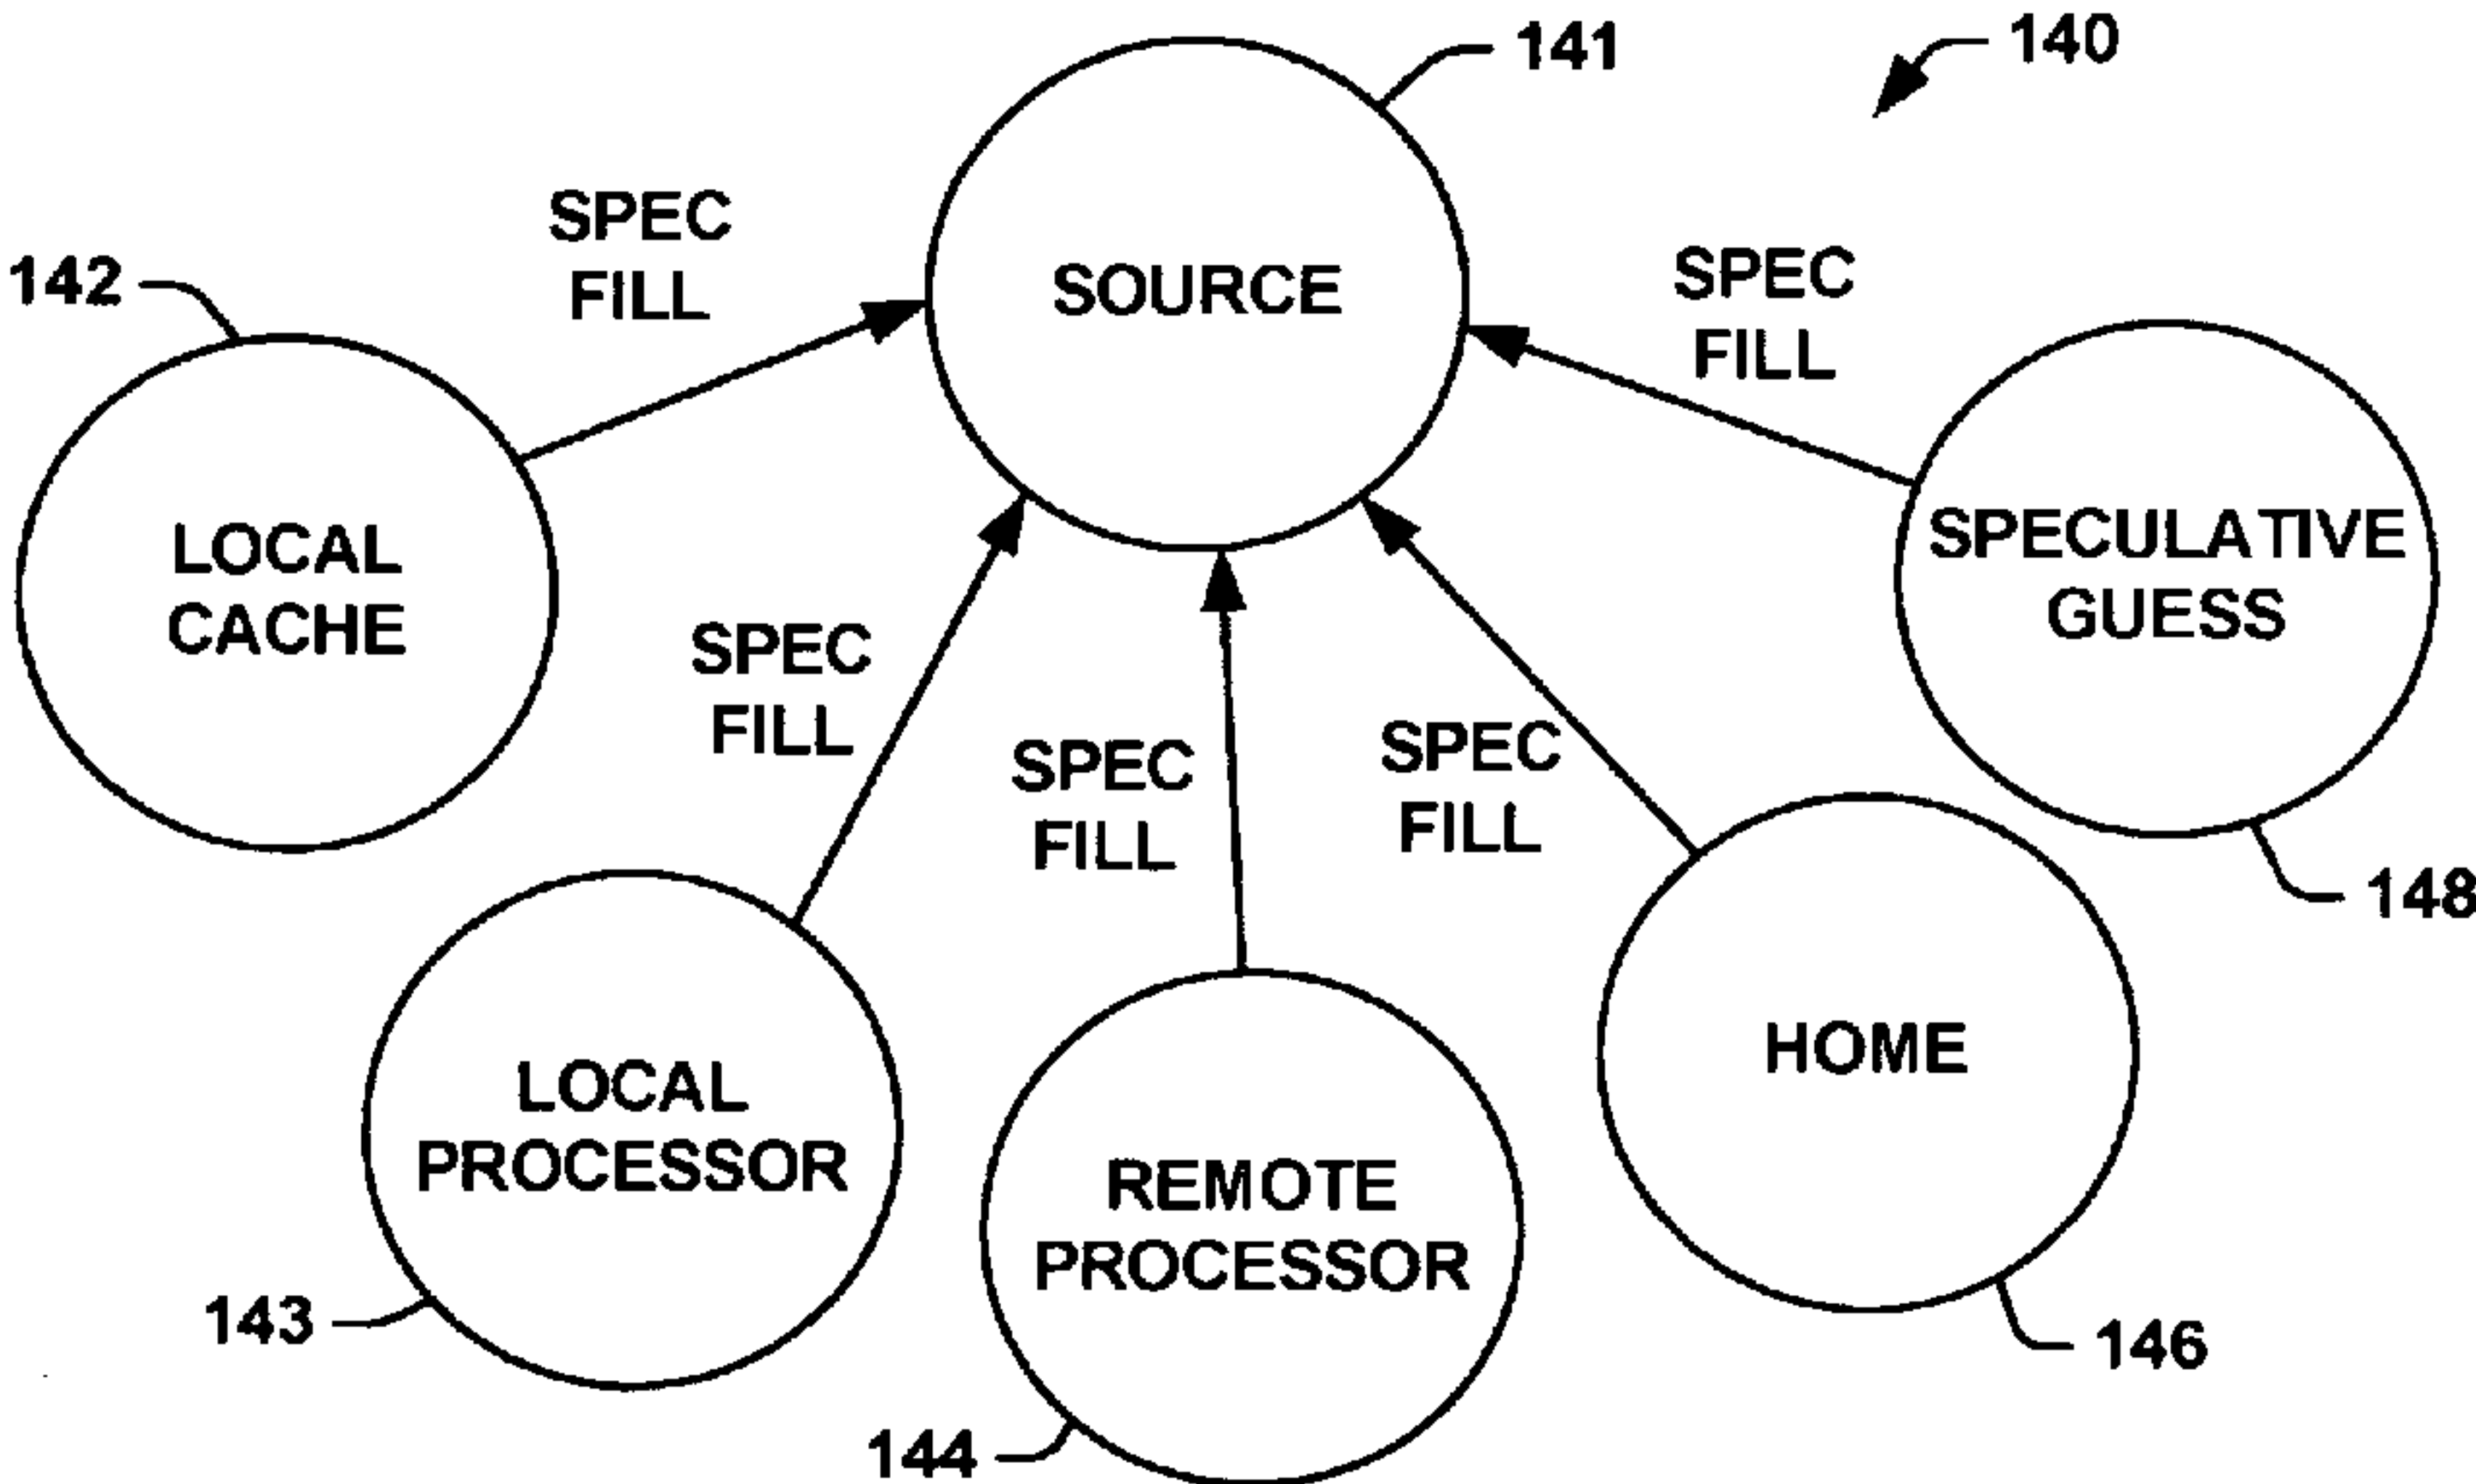 141
140
SPEC
FILL
142
SOURCE
SPEC
FILL
LOCAL
CACHE
SPECULATIVE
GUESS
SPEC
FILL
SPEC
FILL
SPEC
FILL
148
LOCAL
PROCESSOR
HOME
REMOTE
PROCESSOR
143
146
144